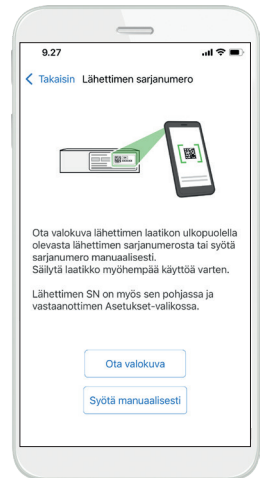 9.27
Takaisin Lähettimen sarjanumero
Ota valokuva lähettimen laatikon ulkopuolella
olevasta lähettimen sarjanumerosta tai syötä
sarjanumero manuaalisesti.
Säilytä laatikko myöhempää käyttöä varten.
Lähettimen SN on myös sen pohjassa ja
vastaanottimen Asetukset-valikossa.
Ota valokuva
Syötä manuaalisesti